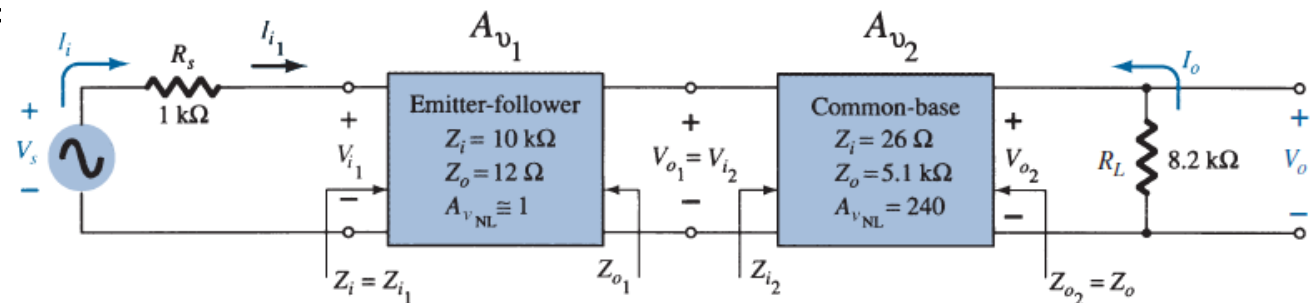 A_υ1
A_υ2
I_i
R_s
I_i1
I_o
1 kΩ
+
V_s
−
+
V_i1
−
Emitter-follower
Z_i = 10 kΩ
Z_o = 12 Ω
A_vNL ≅ 1
+
V_o1 = V_i2
−
Common-base
Z_i = 26 Ω
Z_o = 5.1 kΩ
A_vNL = 240
+
V_o2
−
R_L
8.2 kΩ
+
V_o
−
Z_i = Z_i1
Z_o1
Z_i2
Z_o2 = Z_o